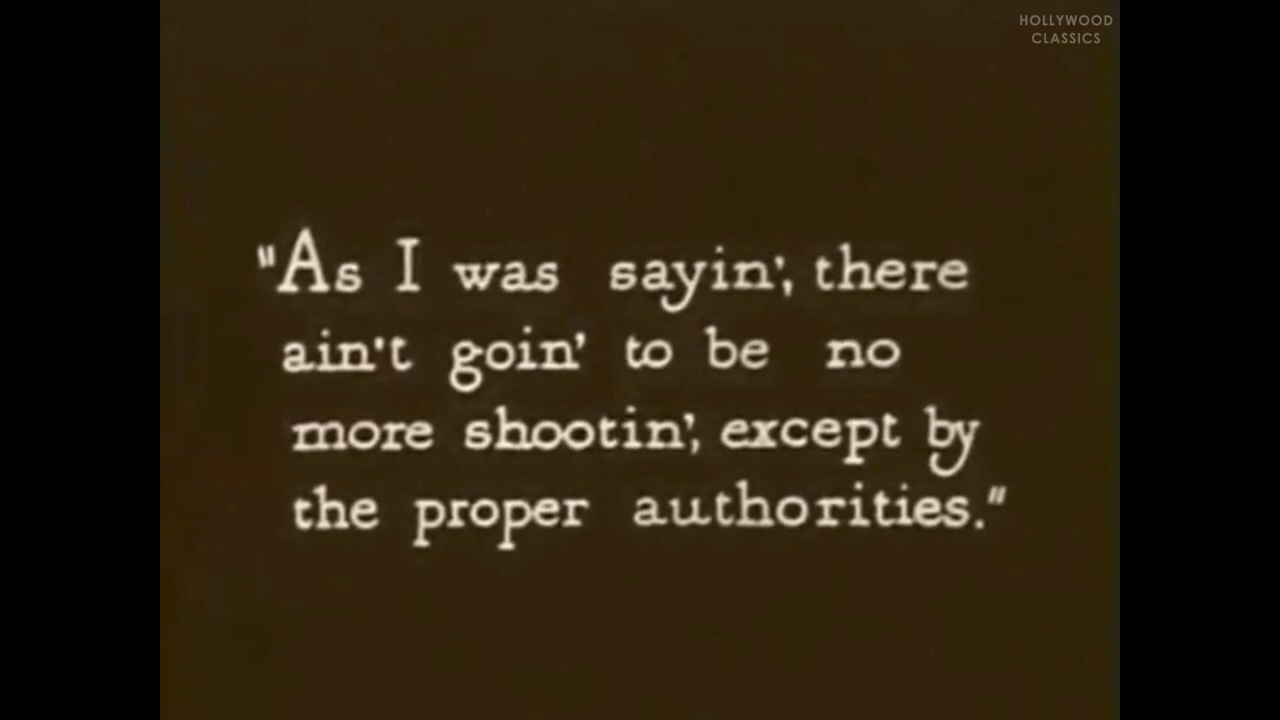 HOLLYWOOD
CLASSICS
"As I was sayin', there
ain't goin' to be no
more shootin', except by
the proper authorities."